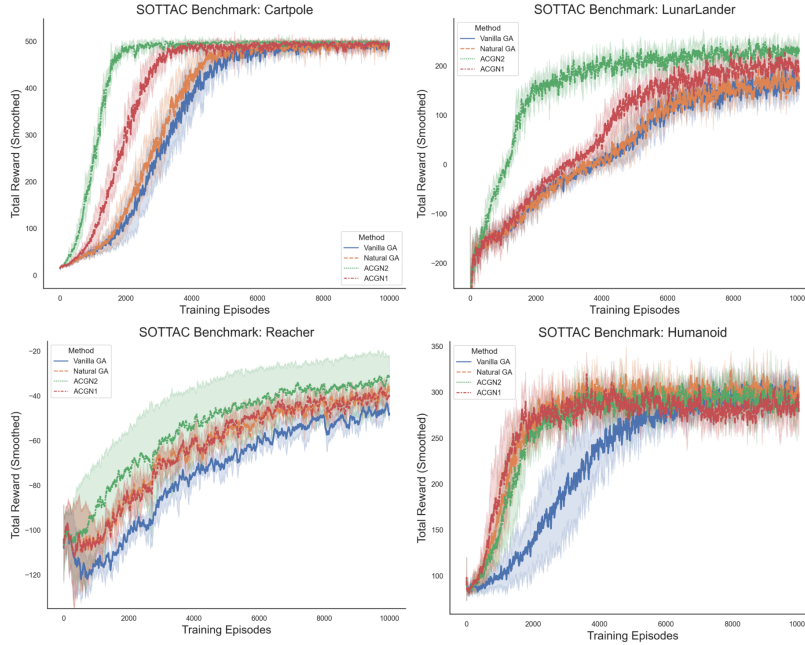 SOTTAC Benchmark: Cartpole
Total Reward (Smoothed)
500
400
300
200
100
0
0
2000
4000
6000
8000
10000
Training Episodes
Method
Vanilla GA
Natural GA
ACGN2
ACGN1
SOTTAC Benchmark: LunarLander
Total Reward (Smoothed)
200
100
0
−100
−200
0
2000
4000
6000
8000
10000
Training Episodes
Method
Vanilla GA
Natural GA
ACGN2
ACGN1
SOTTAC Benchmark: Reacher
Total Reward (Smoothed)
−20
−40
−60
−80
−100
−120
0
2000
4000
6000
8000
10000
Training Episodes
Method
Vanilla GA
Natural GA
ACGN2
ACGN1
SOTTAC Benchmark: Humanoid
Total Reward (Smoothed)
350
300
250
200
150
100
0
2000
4000
6000
8000
1000
Training Episodes
Method
Vanilla GA
Natural GA
ACGN2
ACGN1